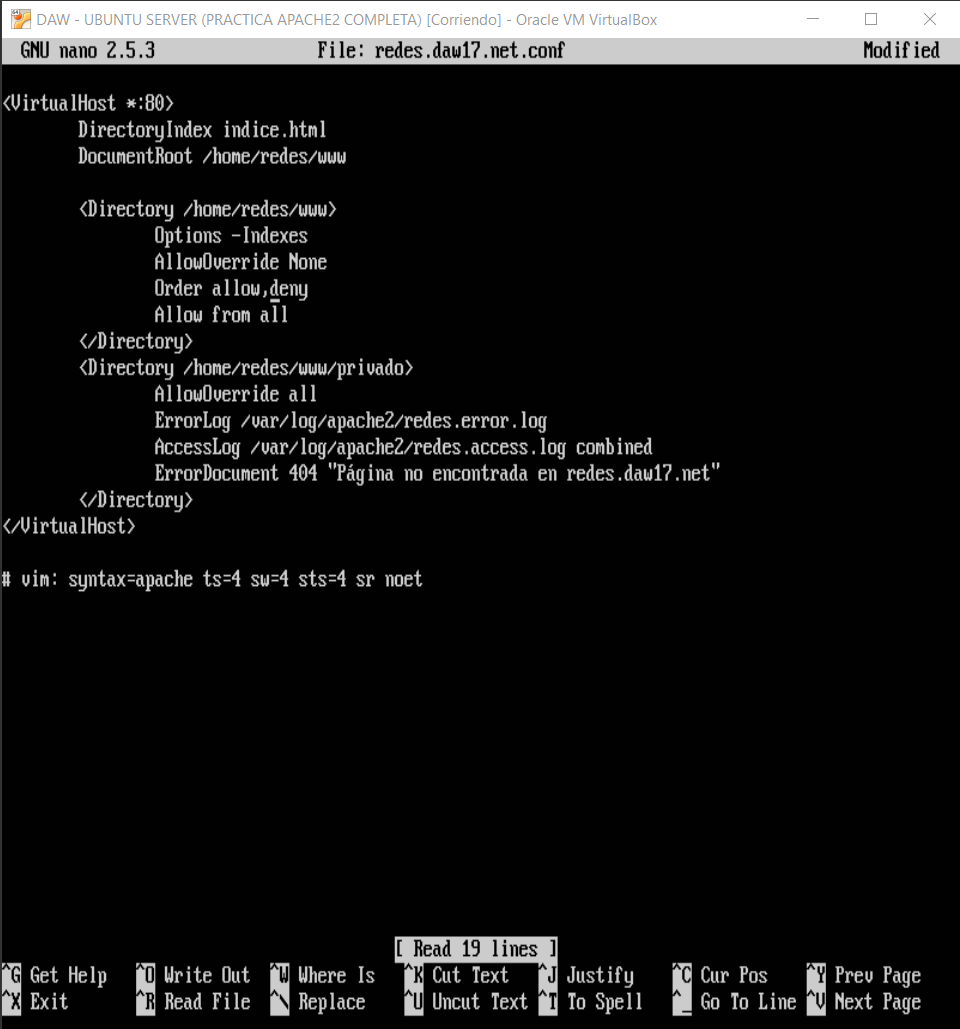 DAW - UBUNTU SERVER (PRACTICA APACHE2 COMPLETA) [Corriendo] - Oracle VM VirtualBox
GNU nano 2.5.3 File: redes.daw17.net.conf Modified
<VirtualHost *:80>
DirectoryIndex indice.html
DocumentRoot /home/redes/www
<Directory /home/redes/www>
Options -Indexes
AllowOverride None
Order allow,deny
Allow from all
</Directory>
<Directory /home/redes/www/privado>
AllowOverride all
ErrorLog /var/log/apache2/redes.error.log
AccessLog /var/log/apache2/redes.access.log combined
ErrorDocument 404 "Página no encontrada en redes.daw17.net"
</Directory>
</VirtualHost>
# vim: syntax=apache ts=4 sw=4 sts=4 sr noet
[ Read 19 lines ]
^G Get Help ^O Write Out ^W Where Is ^K Cut Text ^J Justify ^C Cur Pos ^Y Prev Page
^X Exit ^R Read File ^\ Replace ^U Uncut Text ^T To Spell ^_ Go To Line ^V Next Page